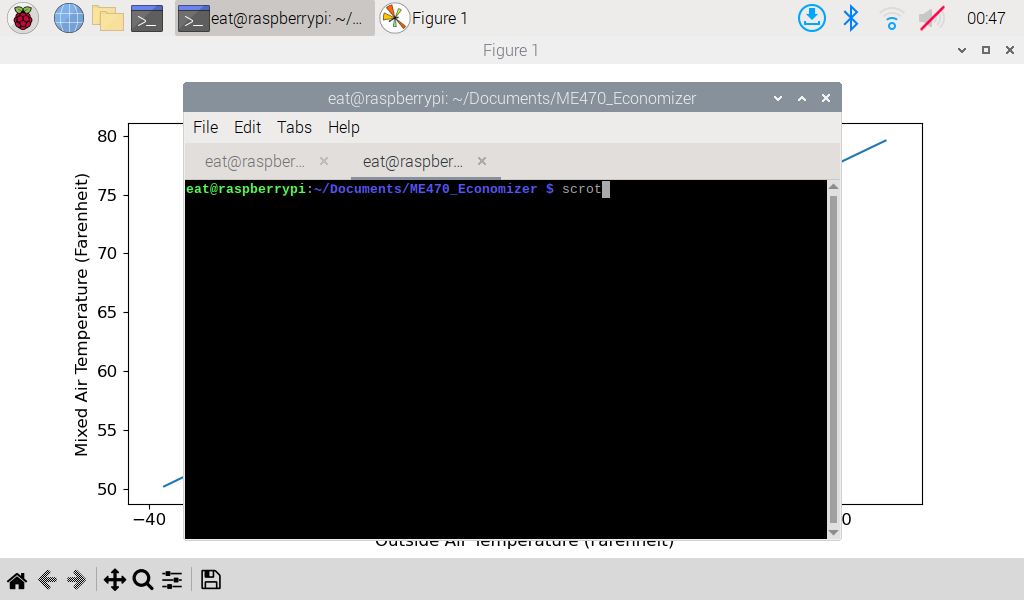 eat@raspberrypi: ~/... Figure 1 00:47
Figure 1
eat@raspberrypi: ~/Documents/ME470_Economizer
File Edit Tabs Help
eat@raspber... eat@raspber...
eat@raspberrypi:~/Documents/ME470_Economizer $ scrot
Mixed Air Temperature (Farenheit)
80
75
70
65
60
55
50
−40 0
Outside Air Temperature (Farenheit)